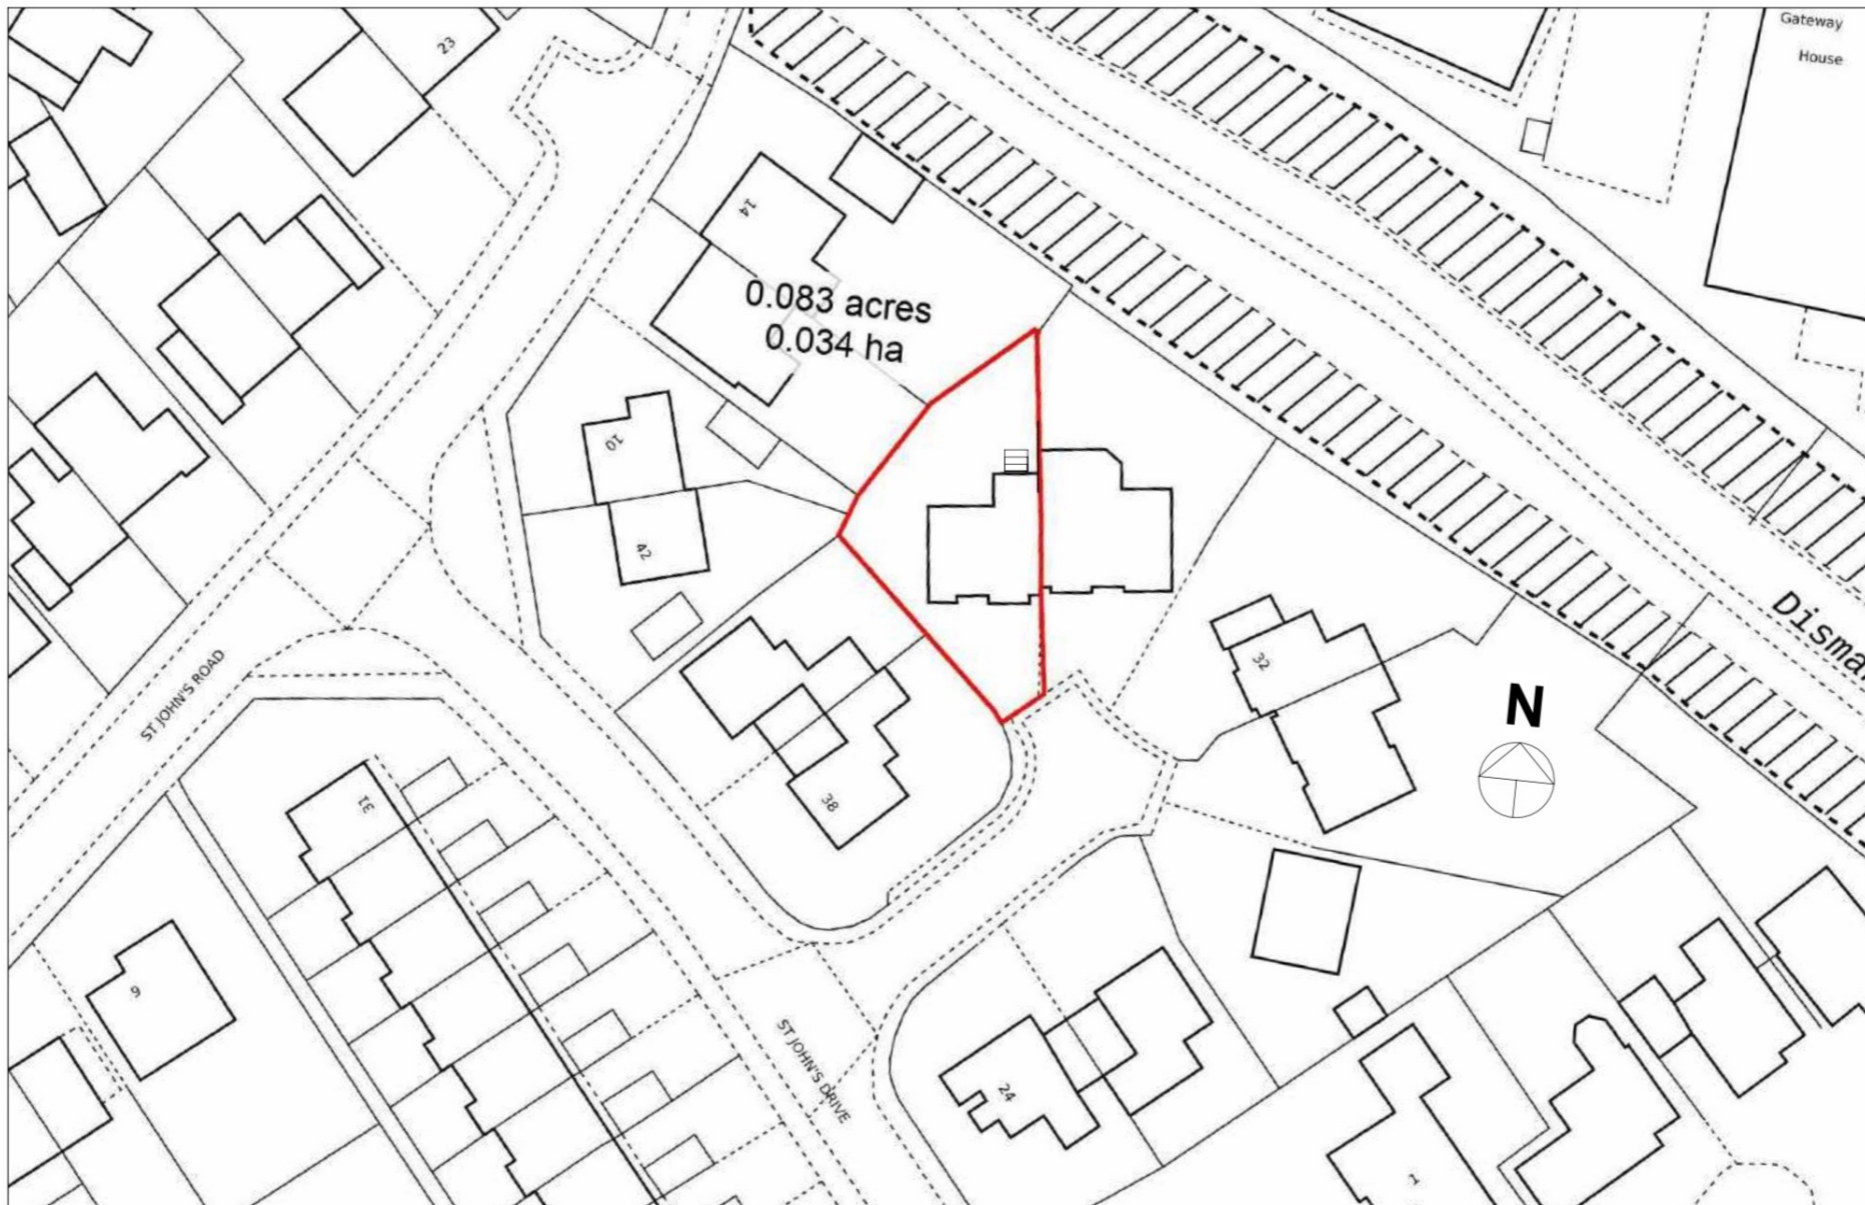 Gateway
House
23
14
0.083 acres
0.034 ha
10
42
Disma
32
N
ST JOHN'S ROAD
31
38
9
ST JOHN'S DRIVE
24
1